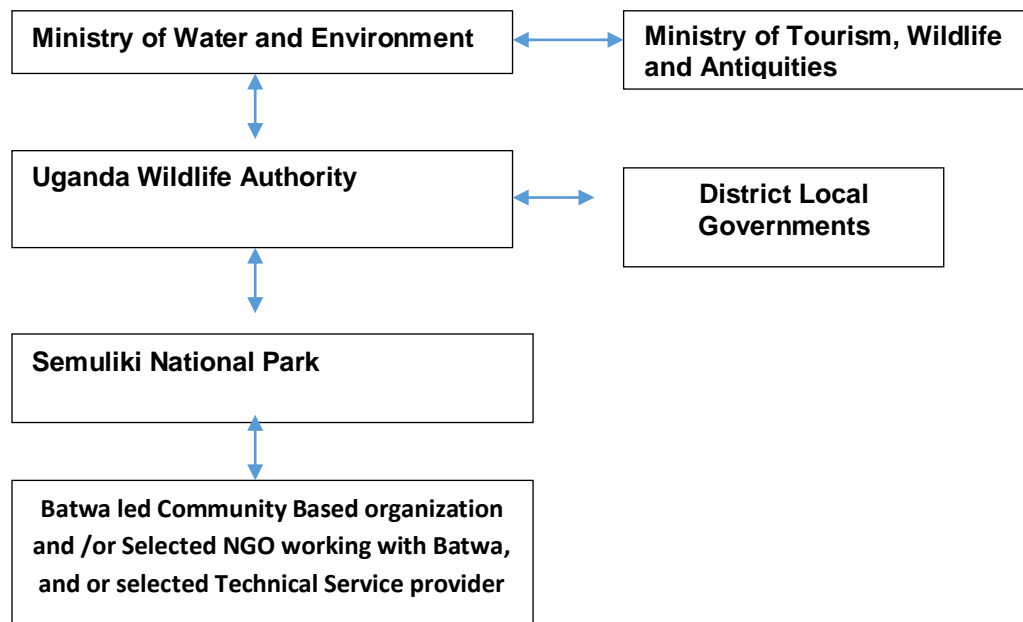 Ministry of Water and Environment
Ministry of Tourism, Wildlife
and Antiquities
Uganda Wildlife Authority
District Local
Governments
Semuliki National Park
Batwa led Community Based organization
and /or Selected NGO working with Batwa,
and or selected Technical Service provider